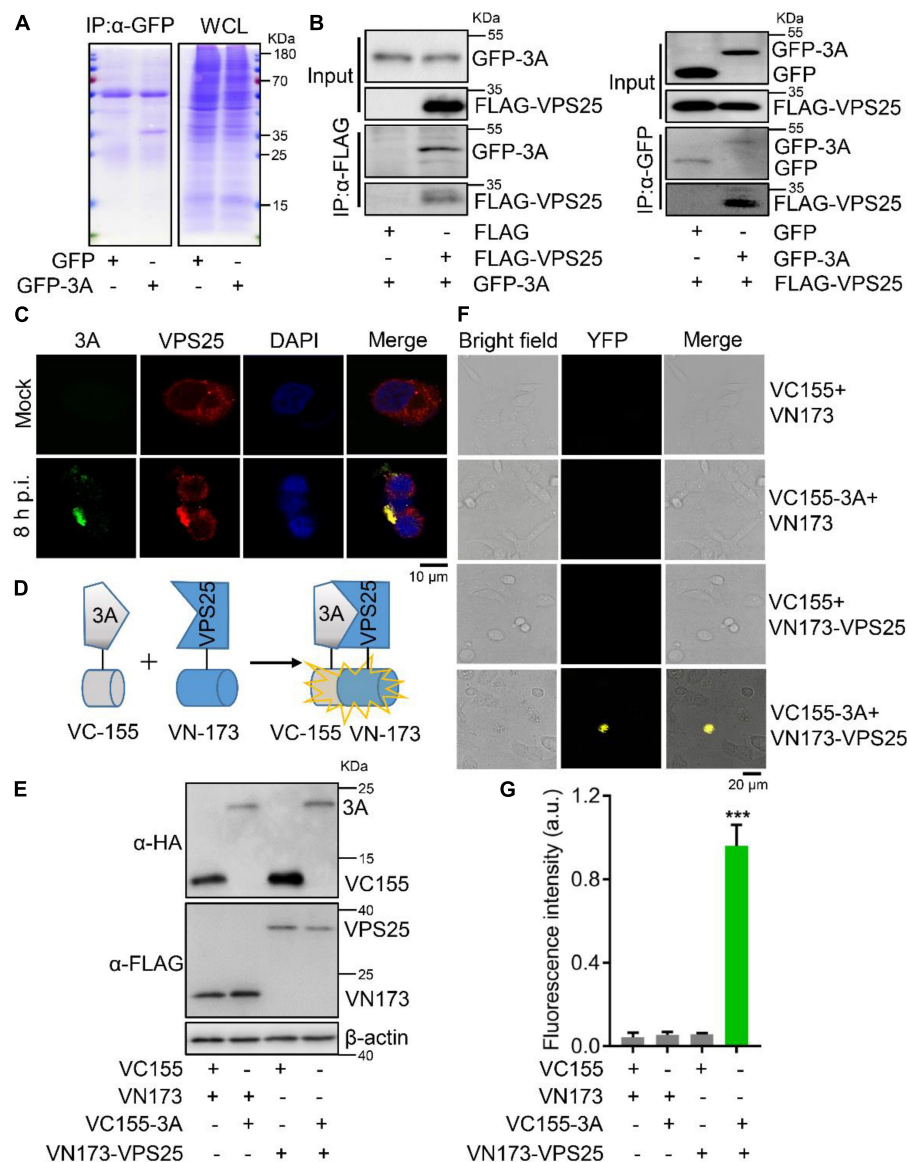 A
IP:α-GFP WCL
KDa
180
70
35
25
15
GFP + - + -
GFP-3A - + - +
B
KDa
55
Input
GFP-3A
35
FLAG-VPS25
IP:α-FLAG
55
GFP-3A
35
FLAG-VPS25
+ - FLAG
- + FLAG-VPS25
+ + GFP-3A
KDa
55
Input
GFP-3A
GFP
35
FLAG-VPS25
IP:α-GFP
55
GFP-3A
GFP
35
FLAG-VPS25
+ - GFP
- + GFP-3A
+ + FLAG-VPS25
C
3A VPS25 DAPI Merge
Mock
8 h p.i.
10 μm
D
3A + VPS25 3A VPS25
VC-155 VN-173 VC-155 VN-173
E
KDa
25
α-HA
3A
15
VC155
40
α-FLAG
VPS25
25
VN173
β-actin
40
VC155 + - + -
VN173 + + - -
VC155-3A - + - +
VN173-VPS25 - - + +
F
Bright field YFP Merge
VC155+
VN173
VC155-3A+
VN173
VC155+
VN173-VPS25
VC155-3A+
VN173-VPS25
20 μm
G
Fluorescence intensity (a.u.)
1.2
0.8
0.4
0.0
***
VC155 + - + -
VN173 + + - -
VC155-3A - + - +
VN173-VPS25 - - + +